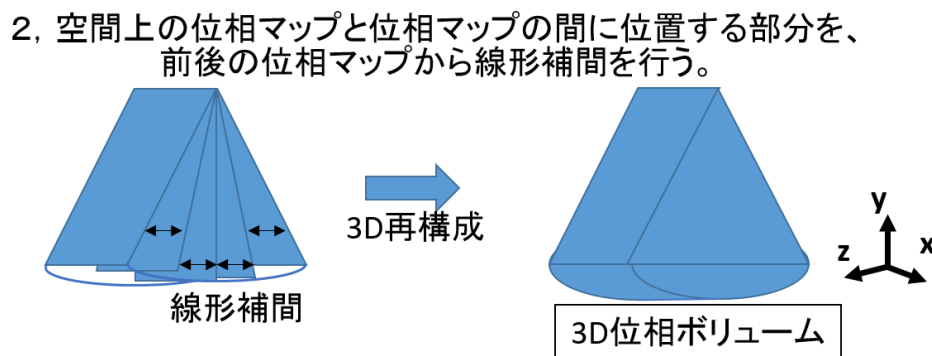 2, 空間上の位相マップと位相マップの間に位置する部分を、
前後の位相マップから線形補間を行う。
3D再構成
線形補間
3D位相ボリューム
y
z
x